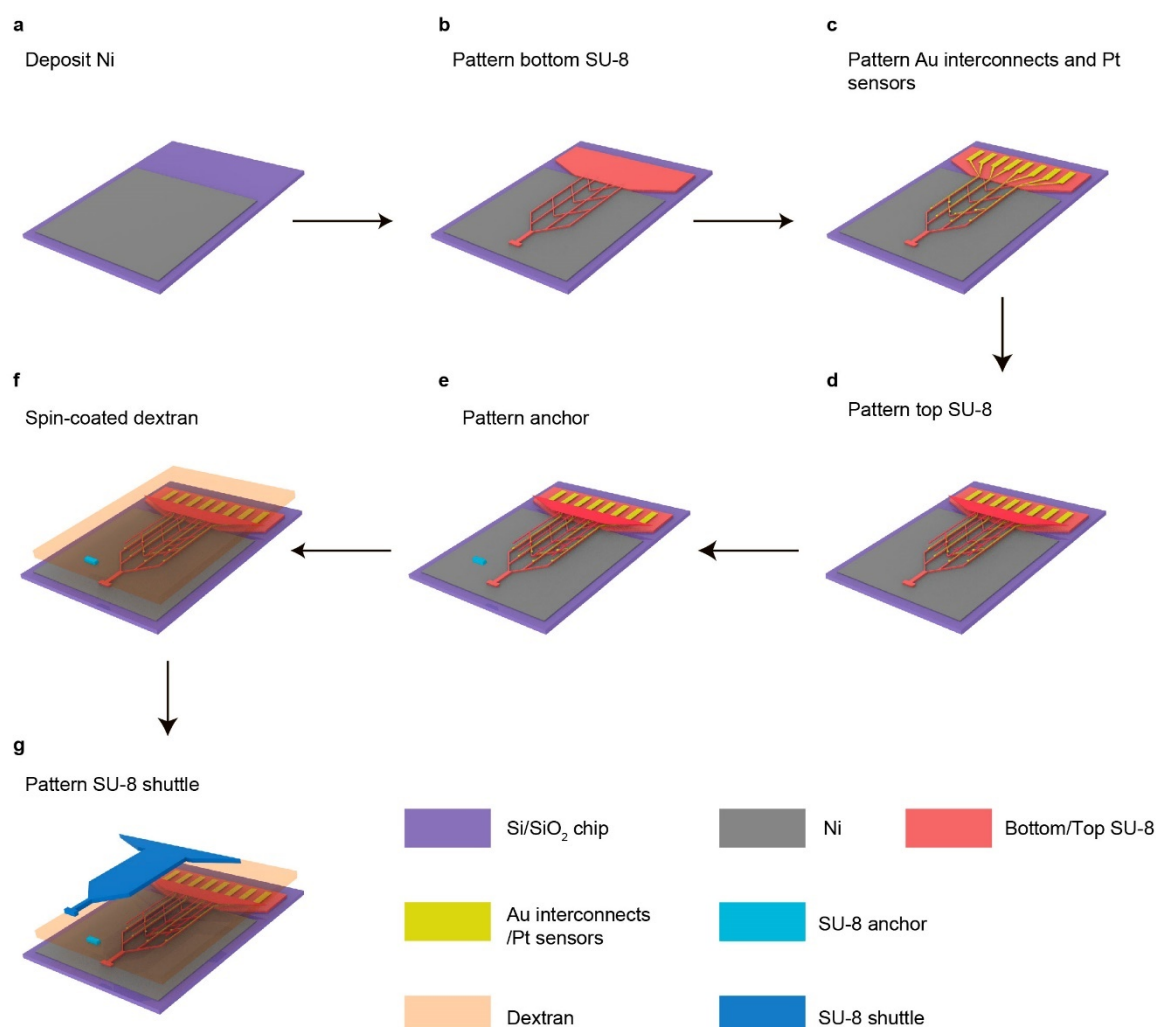 a
Deposit Ni
b
Pattern bottom SU-8
c
Pattern Au interconnects and Pt
sensors
f
Spin-coated dextran
e
Pattern anchor
d
Pattern top SU-8
g
Pattern SU-8 shuttle
Si/SiO₂ chip
Ni
Bottom/Top SU-8
Au interconnects
/Pt sensors
SU-8 anchor
Dextran
SU-8 shuttle